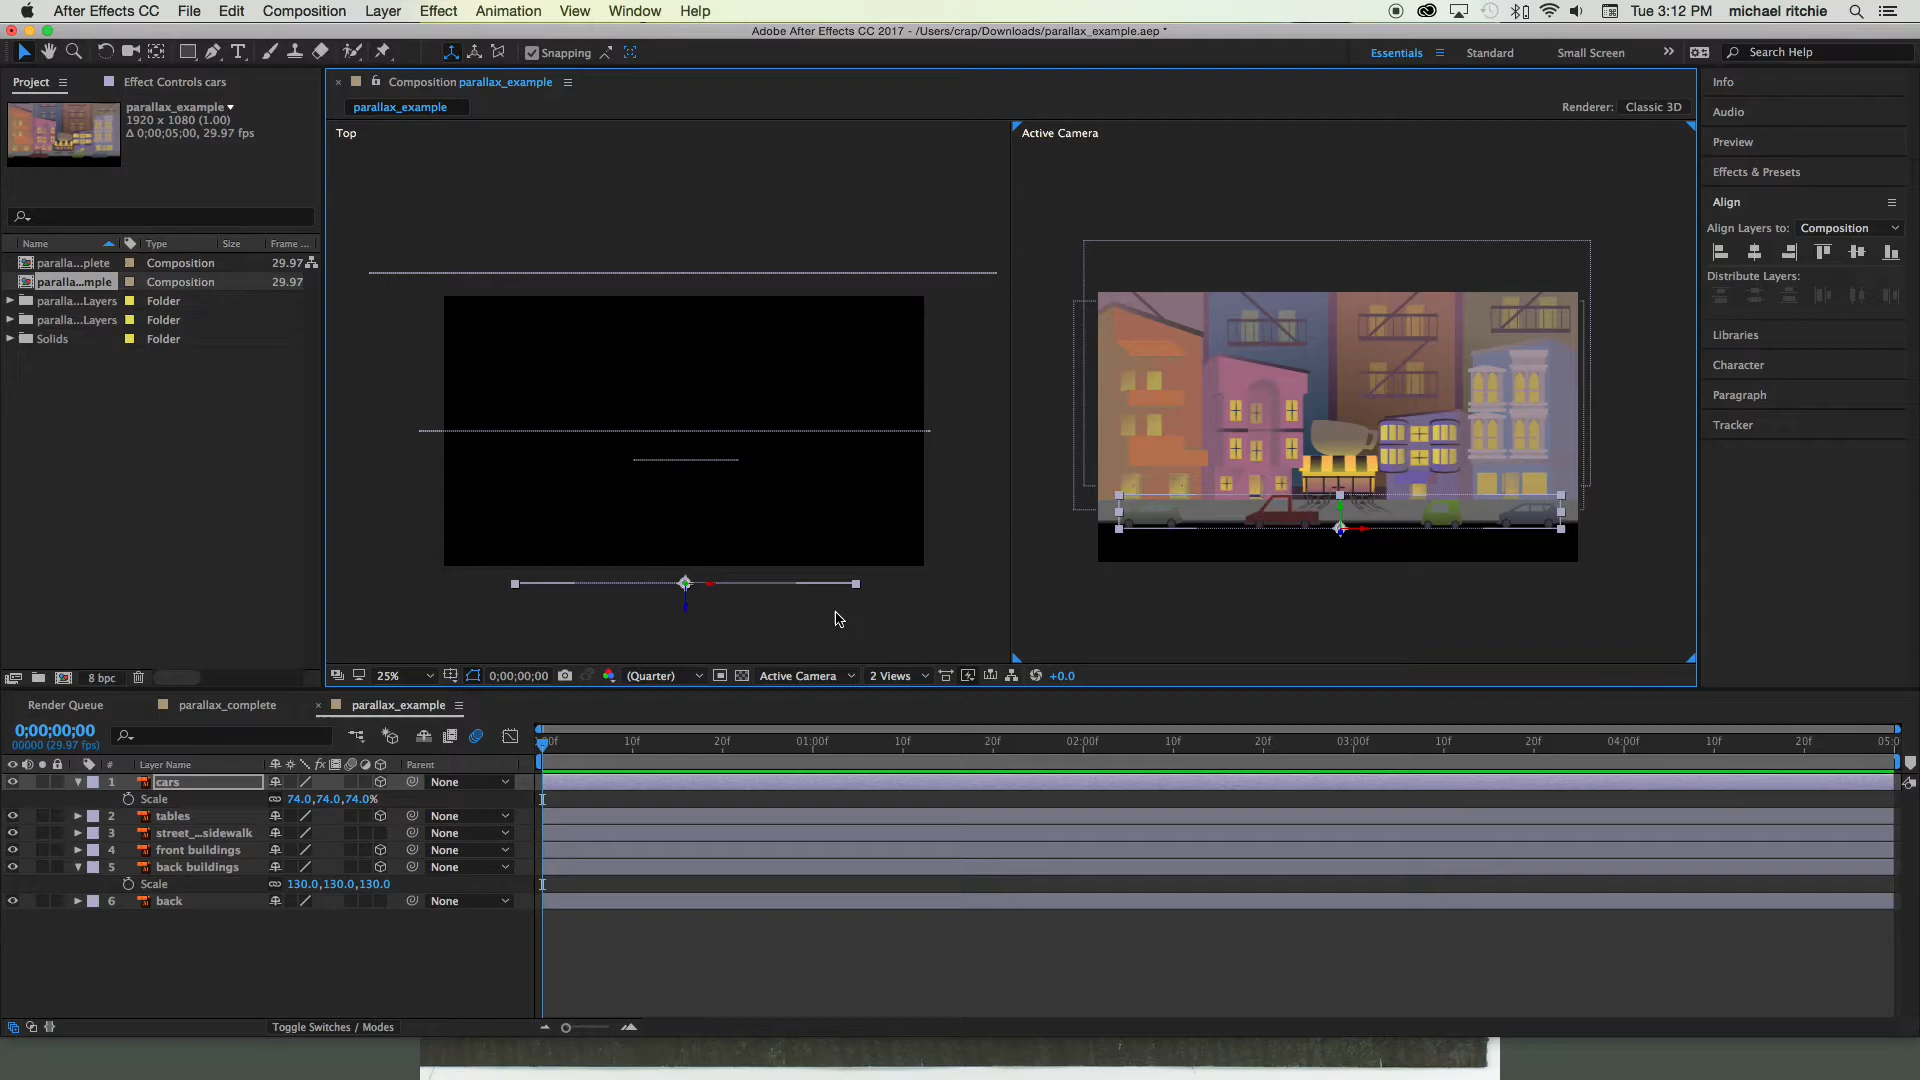 After Effects CC File Edit Composition Layer Effect Animation View Window Help Tue 3:12 PM michael ritchie
Adobe After Effects CC 2017 - /Users/crap/Downloads/parallax_example.aep *
T Snapping Essentials Standard Small Screen Search Help
Project Effect Controls cars
Composition parallax_example
parallax_example
Renderer: Classic 3D
parallax_example
1920 x 1080 (1.00)
Δ 0;00;05;00, 29.97 fps
Name Type Size Frame ...
paralla...plete Composition 29.97
paralla...mple Composition 29.97
paralla...Layers Folder
paralla...Layers Folder
Solids Folder
8 bpc
Top
Active Camera
25% 0;00;00;00 (Quarter) Active Camera 2 Views +0.0
Info
Audio
Preview
Effects & Presets
Align
Align Layers to: Composition
Distribute Layers:
Libraries
Character
Paragraph
Tracker
Render Queue parallax_complete parallax_example
0;00;00;00
00000 (29.97 fps)
:00f 10f 20f 01:00f 10f 20f 02:00f 10f 20f 03:00f 10f 20f 04:00f 10f 20f 05:0
# Layer Name fx Parent
1 cars None
Scale 74.0,74.0,74.0%
2 tables None
3 street_...sidewalk None
4 front buildings None
5 back buildings None
Scale 130.0,130.0,130.0
6 back None
Toggle Switches / Modes